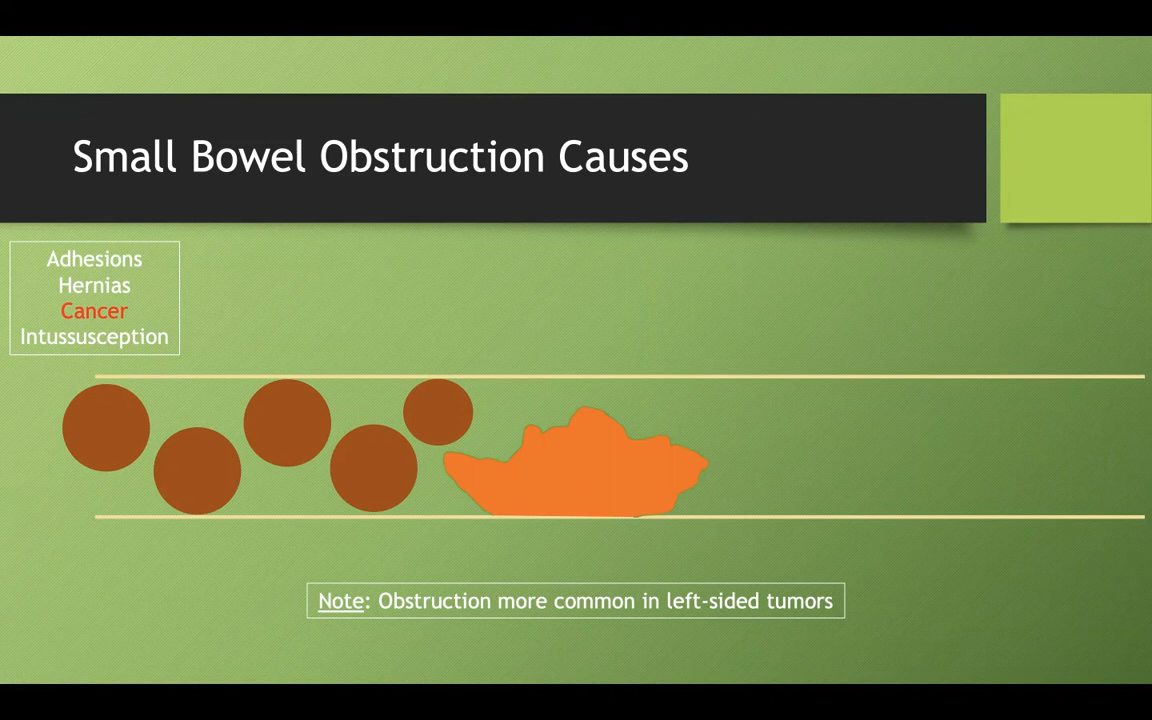 Small Bowel Obstruction Causes
Adhesions
Hernias
Cancer
Intussusception
Note: Obstruction more common in left-sided tumors